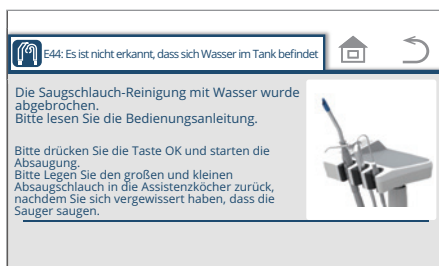 E44: Es ist nicht erkannt, dass sich Wasser im Tank befindet
Die Saugschlauch-Reinigung mit Wasser wurde
abgebrochen.
Bitte lesen Sie die Bedienungsanleitung.
Bitte drücken Sie die Taste OK und starten die
Absaugung.
Bitte Legen Sie den großen und kleinen
Absaugschlauch in die Assistenzköcher zurück,
nachdem Sie sich vergewissert haben, dass die
Sauger saugen.